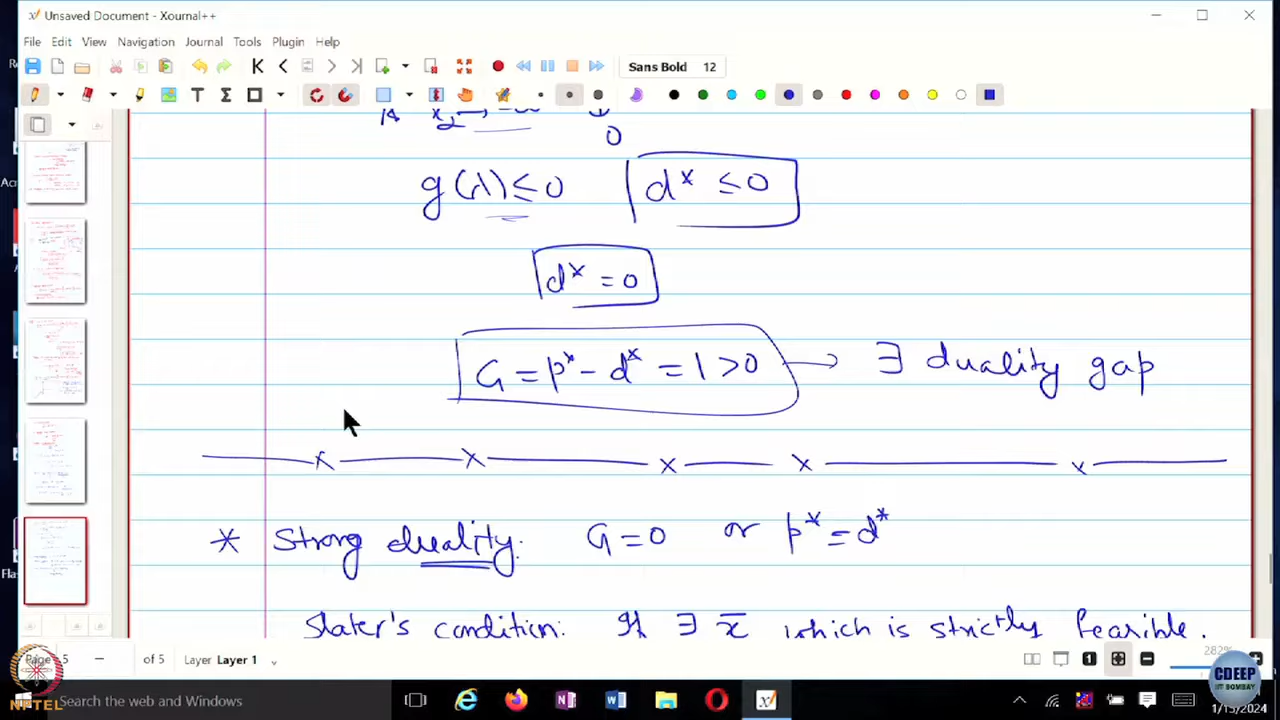 Unsaved Document - Xournal++
File Edit View Navigation Journal Tools Plugin Help
Sans Bold 12
0
g(λ) ≤ 0 d* ≤ 0
d* = 0
G = p* - d* = 1 > 0 → ∃ duality gap
* Strong duality: G = 0 or p* = d*
Slater's condition: If ∃ x̄ which is strictly feasible.
Page 5 of 5 Layer Layer 1
282%
NPTEL
Search the web and Windows
CDEEP
IIT BOMBAY
1/15/2024